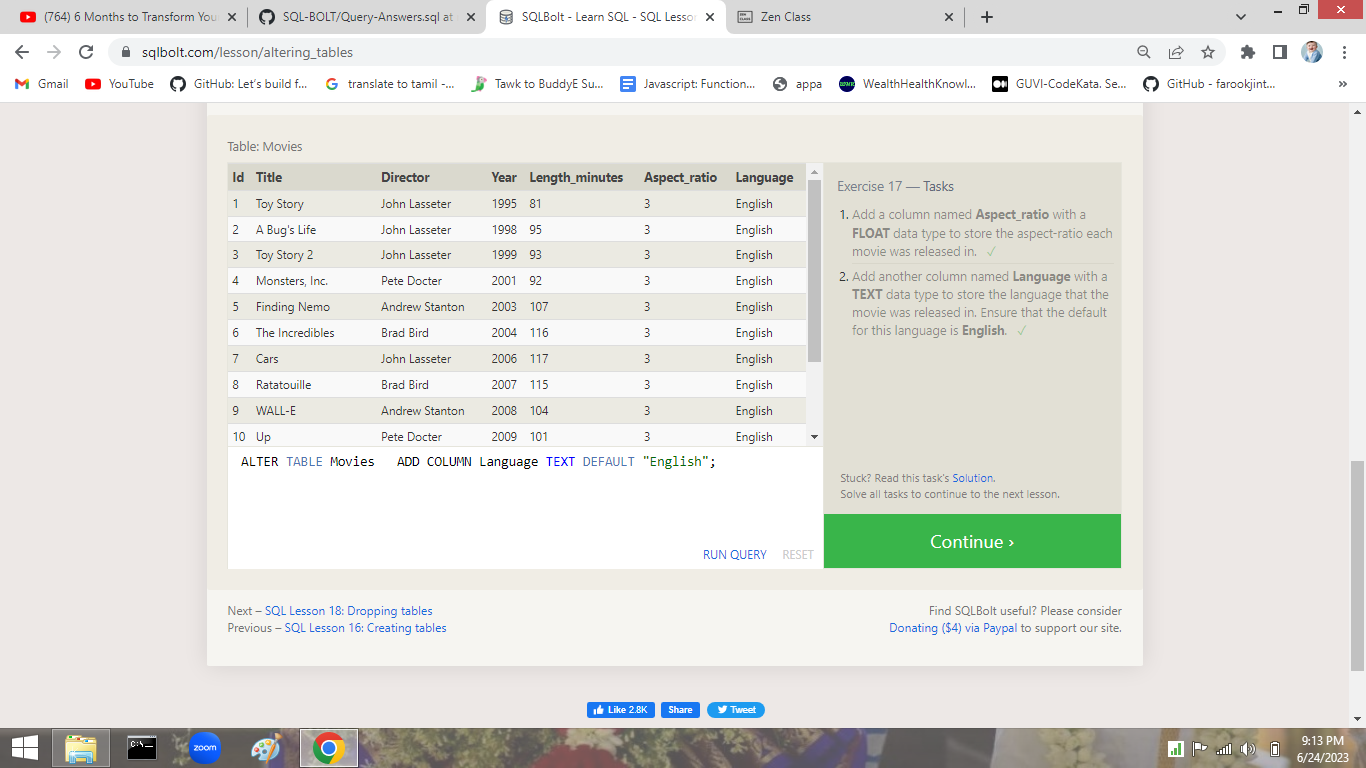 (764) 6 Months to Transform You
SQL-BOLT/Query-Answers.sql at
SQLBolt - Learn SQL - SQL Lesson
Zen Class
sqlbolt.com/lesson/altering_tables
Gmail
YouTube
GitHub: Let's build f...
translate to tamil -...
Tawk to BuddyE Su...
Javascript: Function...
appa
WealthHealthKnowl...
GUVI-CodeKata. Se...
GitHub - farookjint...
»
Table: Movies
Id Title Director Year Length_minutes Aspect_ratio Language
1 Toy Story John Lasseter 1995 81 3 English
2 A Bug's Life John Lasseter 1998 95 3 English
3 Toy Story 2 John Lasseter 1999 93 3 English
4 Monsters, Inc. Pete Docter 2001 92 3 English
5 Finding Nemo Andrew Stanton 2003 107 3 English
6 The Incredibles Brad Bird 2004 116 3 English
7 Cars John Lasseter 2006 117 3 English
8 Ratatouille Brad Bird 2007 115 3 English
9 WALL-E Andrew Stanton 2008 104 3 English
10 Up Pete Docter 2009 101 3 English
ALTER TABLE Movies   ADD COLUMN Language TEXT DEFAULT "English";
RUN QUERY RESET
Exercise 17 — Tasks
1. Add a column named Aspect_ratio with a
FLOAT data type to store the aspect-ratio each
movie was released in. ✓
2. Add another column named Language with a
TEXT data type to store the language that the
movie was released in. Ensure that the default
for this language is English. ✓
Stuck? Read this task's Solution.
Solve all tasks to continue to the next lesson.
Continue ›
Next – SQL Lesson 18: Dropping tables
Previous – SQL Lesson 16: Creating tables
Find SQLBolt useful? Please consider
Donating ($4) via Paypal to support our site.
Like 2.8K
Share
Tweet
C:\_
zoom
9:13 PM
6/24/2023